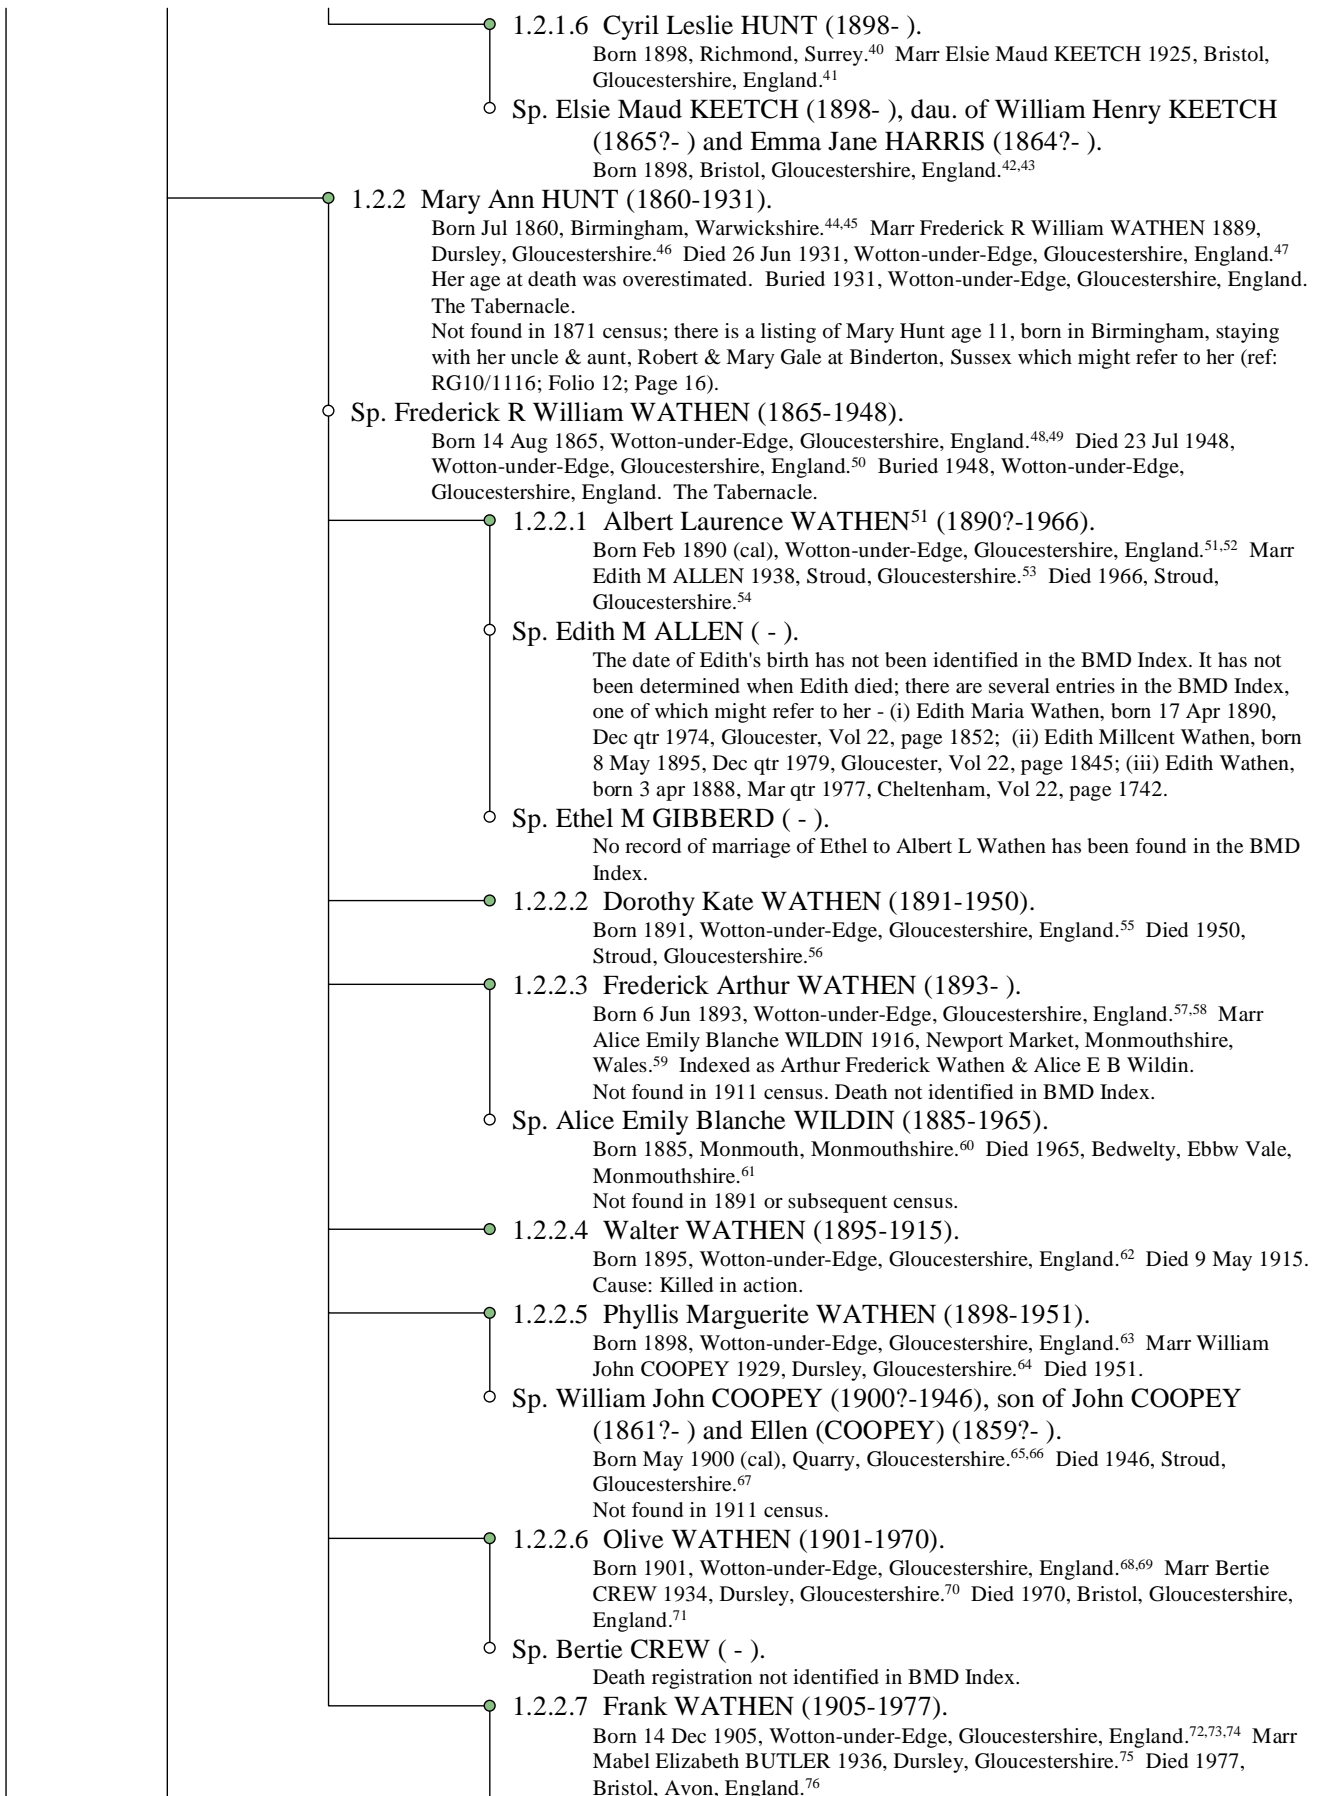 1.2.1.6 Cyril Leslie HUNT (1898- ).
Born 1898, Richmond, Surrey.40 Marr Elsie Maud KEETCH 1925, Bristol,
Gloucestershire, England.41
Sp. Elsie Maud KEETCH (1898- ), dau. of William Henry KEETCH
(1865?- ) and Emma Jane HARRIS (1864?- ).
Born 1898, Bristol, Gloucestershire, England.42,43
1.2.2 Mary Ann HUNT (1860-1931).
Born Jul 1860, Birmingham, Warwickshire.44,45 Marr Frederick R William WATHEN 1889,
Dursley, Gloucestershire.46 Died 26 Jun 1931, Wotton-under-Edge, Gloucestershire, England.47
Her age at death was overestimated. Buried 1931, Wotton-under-Edge, Gloucestershire, England.
The Tabernacle.
Not found in 1871 census; there is a listing of Mary Hunt age 11, born in Birmingham, staying
with her uncle & aunt, Robert & Mary Gale at Binderton, Sussex which might refer to her (ref:
RG10/1116; Folio 12; Page 16).
Sp. Frederick R William WATHEN (1865-1948).
Born 14 Aug 1865, Wotton-under-Edge, Gloucestershire, England.48,49 Died 23 Jul 1948,
Wotton-under-Edge, Gloucestershire, England.50 Buried 1948, Wotton-under-Edge,
Gloucestershire, England. The Tabernacle.
1.2.2.1 Albert Laurence WATHEN51 (1890?-1966).
Born Feb 1890 (cal), Wotton-under-Edge, Gloucestershire, England.51,52 Marr
Edith M ALLEN 1938, Stroud, Gloucestershire.53 Died 1966, Stroud,
Gloucestershire.54
Sp. Edith M ALLEN ( - ).
The date of Edith's birth has not been identified in the BMD Index. It has not
been determined when Edith died; there are several entries in the BMD Index,
one of which might refer to her - (i) Edith Maria Wathen, born 17 Apr 1890,
Dec qtr 1974, Gloucester, Vol 22, page 1852; (ii) Edith Millcent Wathen, born
8 May 1895, Dec qtr 1979, Gloucester, Vol 22, page 1845; (iii) Edith Wathen,
born 3 apr 1888, Mar qtr 1977, Cheltenham, Vol 22, page 1742.
Sp. Ethel M GIBBERD ( - ).
No record of marriage of Ethel to Albert L Wathen has been found in the BMD
Index.
1.2.2.2 Dorothy Kate WATHEN (1891-1950).
Born 1891, Wotton-under-Edge, Gloucestershire, England.55 Died 1950,
Stroud, Gloucestershire.56
1.2.2.3 Frederick Arthur WATHEN (1893- ).
Born 6 Jun 1893, Wotton-under-Edge, Gloucestershire, England.57,58 Marr
Alice Emily Blanche WILDIN 1916, Newport Market, Monmouthshire,
Wales.59 Indexed as Arthur Frederick Wathen & Alice E B Wildin.
Not found in 1911 census. Death not identified in BMD Index.
Sp. Alice Emily Blanche WILDIN (1885-1965).
Born 1885, Monmouth, Monmouthshire.60 Died 1965, Bedwelty, Ebbw Vale,
Monmouthshire.61
Not found in 1891 or subsequent census.
1.2.2.4 Walter WATHEN (1895-1915).
Born 1895, Wotton-under-Edge, Gloucestershire, England.62 Died 9 May 1915.
Cause: Killed in action.
1.2.2.5 Phyllis Marguerite WATHEN (1898-1951).
Born 1898, Wotton-under-Edge, Gloucestershire, England.63 Marr William
John COOPEY 1929, Dursley, Gloucestershire.64 Died 1951.
Sp. William John COOPEY (1900?-1946), son of John COOPEY
(1861?- ) and Ellen (COOPEY) (1859?- ).
Born May 1900 (cal), Quarry, Gloucestershire.65,66 Died 1946, Stroud,
Gloucestershire.67
Not found in 1911 census.
1.2.2.6 Olive WATHEN (1901-1970).
Born 1901, Wotton-under-Edge, Gloucestershire, England.68,69 Marr Bertie
CREW 1934, Dursley, Gloucestershire.70 Died 1970, Bristol, Gloucestershire,
England.71
Sp. Bertie CREW ( - ).
Death registration not identified in BMD Index.
1.2.2.7 Frank WATHEN (1905-1977).
Born 14 Dec 1905, Wotton-under-Edge, Gloucestershire, England.72,73,74 Marr
Mabel Elizabeth BUTLER 1936, Dursley, Gloucestershire.75 Died 1977,
Bristol, Avon, England.76